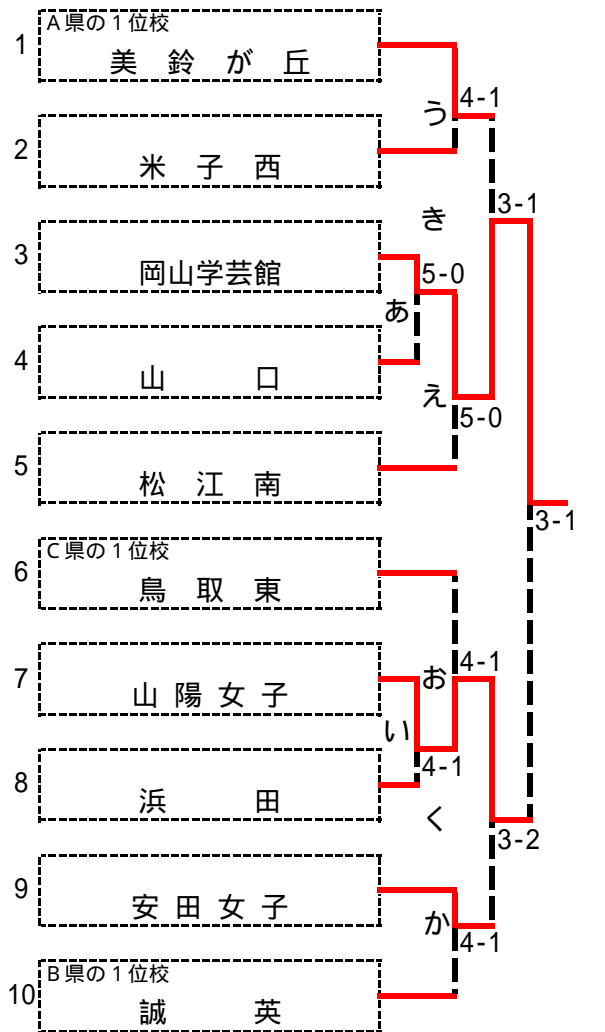 A県の１位校
1 美 鈴 が 丘
4-1
う
2 米 子 西
き
3-1
3 岡山学芸館
5-0
あ
4 山 口
え
5-0
5 松 江 南
3-1
C県の１位校
6 鳥 取 東
4-1
お
7 山 陽 女 子
い
4-1
8 浜 田
く
3-2
9 安 田 女 子
か
4-1
B県の１位校
10 誠 英